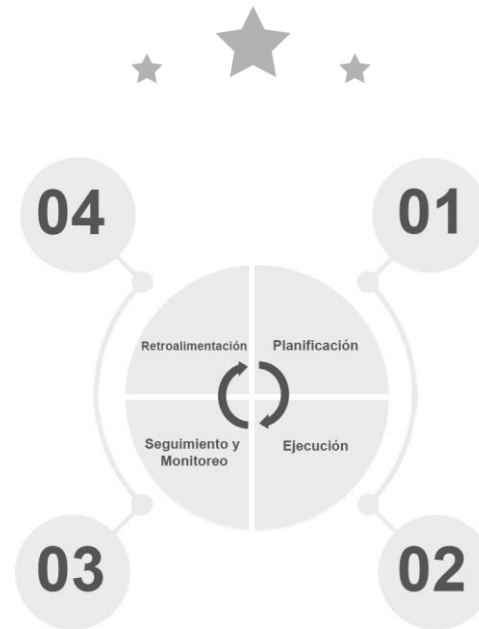 04
01
Retroalimentación
Planificación
Seguimiento y
Monitoreo
Ejecución
03
02